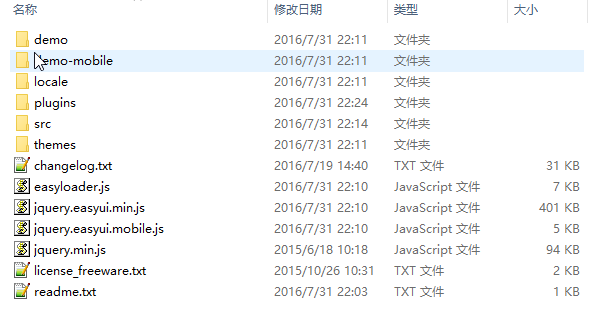 名称 修改日期 类型 大小
demo 2016/7/31 22:11 文件夹
demo-mobile 2016/7/31 22:11 文件夹
locale 2016/7/31 22:11 文件夹
plugins 2016/7/31 22:24 文件夹
src 2016/7/31 22:14 文件夹
themes 2016/7/31 22:11 文件夹
changelog.txt 2016/7/19 14:40 TXT 文件 31 KB
easyloader.js 2016/7/31 22:10 JavaScript 文件 7 KB
jquery.easyui.min.js 2016/7/31 22:10 JavaScript 文件 401 KB
jquery.easyui.mobile.js 2016/7/31 22:10 JavaScript 文件 5 KB
jquery.min.js 2015/6/18 10:18 JavaScript 文件 94 KB
license_freeware.txt 2015/10/26 10:31 TXT 文件 2 KB
readme.txt 2016/7/31 22:03 TXT 文件 1 KB